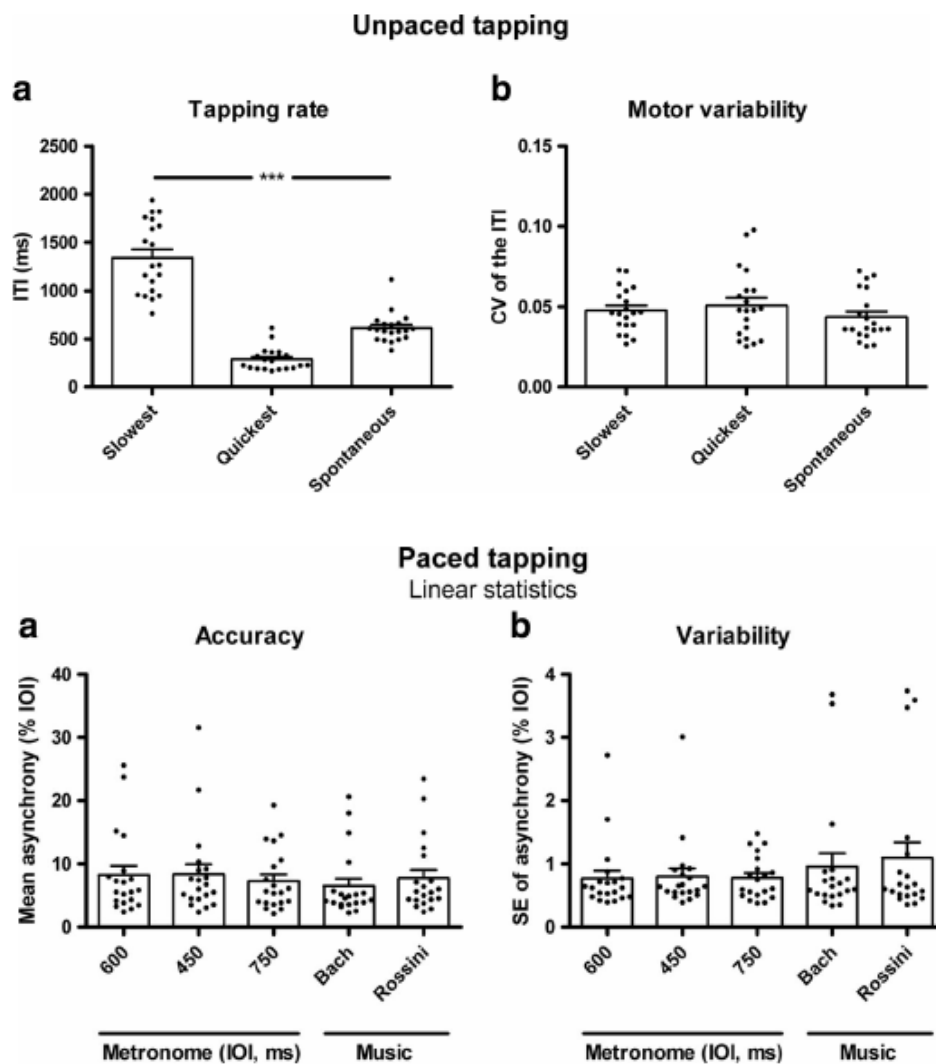 Unpaced tapping
a
Tapping rate
ITI (ms)
2500
2000
1500
1000
500
0
***
Slowest
Quickest
Spontaneous
b
Motor variability
CV of the ITI
0.15
0.10
0.05
0.00
Slowest
Quickest
Spontaneous
Paced tapping
Linear statistics
a
Accuracy
Mean asynchrony (% IOI)
40
30
20
10
0
600
450
750
Bach
Rossini
Metronome (IOI, ms)
Music
b
Variability
SE of asynchrony (% IOI)
4
3
2
1
0
600
450
750
Bach
Rossini
Metronome (IOI, ms)
Music